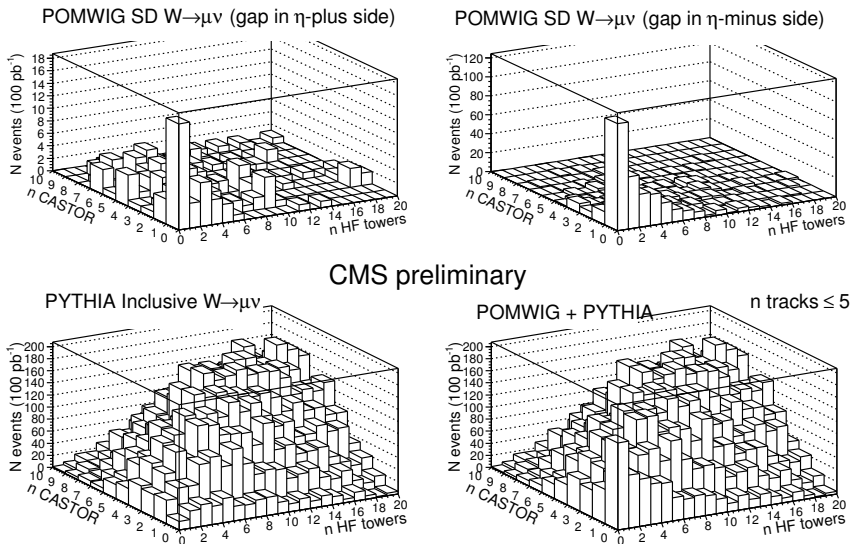 POMWIG SD W→μν (gap in η-plus side)
POMWIG SD W→μν (gap in η-minus side)
N events (100 pb⁻¹)
18
16
14
12
10
8
6
4
2
0
10 9 8 7 6 5 4 3 2 1 0
n CASTOR
0 2 4 6 8 10 12 14 16 18 20
n HF towers
N events (100 pb⁻¹)
120
100
80
60
40
20
0
10 9 8 7 6 5 4 3 2 1 0
n CASTOR
0 2 4 6 8 10 12 14 16 18 20
n HF towers
CMS preliminary
PYTHIA Inclusive W→μν
POMWIG + PYTHIA
n tracks ≤ 5
N events (100 pb⁻¹)
200
180
160
140
120
100
80
60
40
20
0
10 9 8 7 6 5 4 3 2 1 0
n CASTOR
0 2 4 6 8 10 12 14 16 18 20
n HF towers
N events (100 pb⁻¹)
200
180
160
140
120
100
80
60
40
20
0
10 9 8 7 6 5 4 3 2 1 0
n CASTOR
0 2 4 6 8 10 12 14 16 18 20
n HF towers